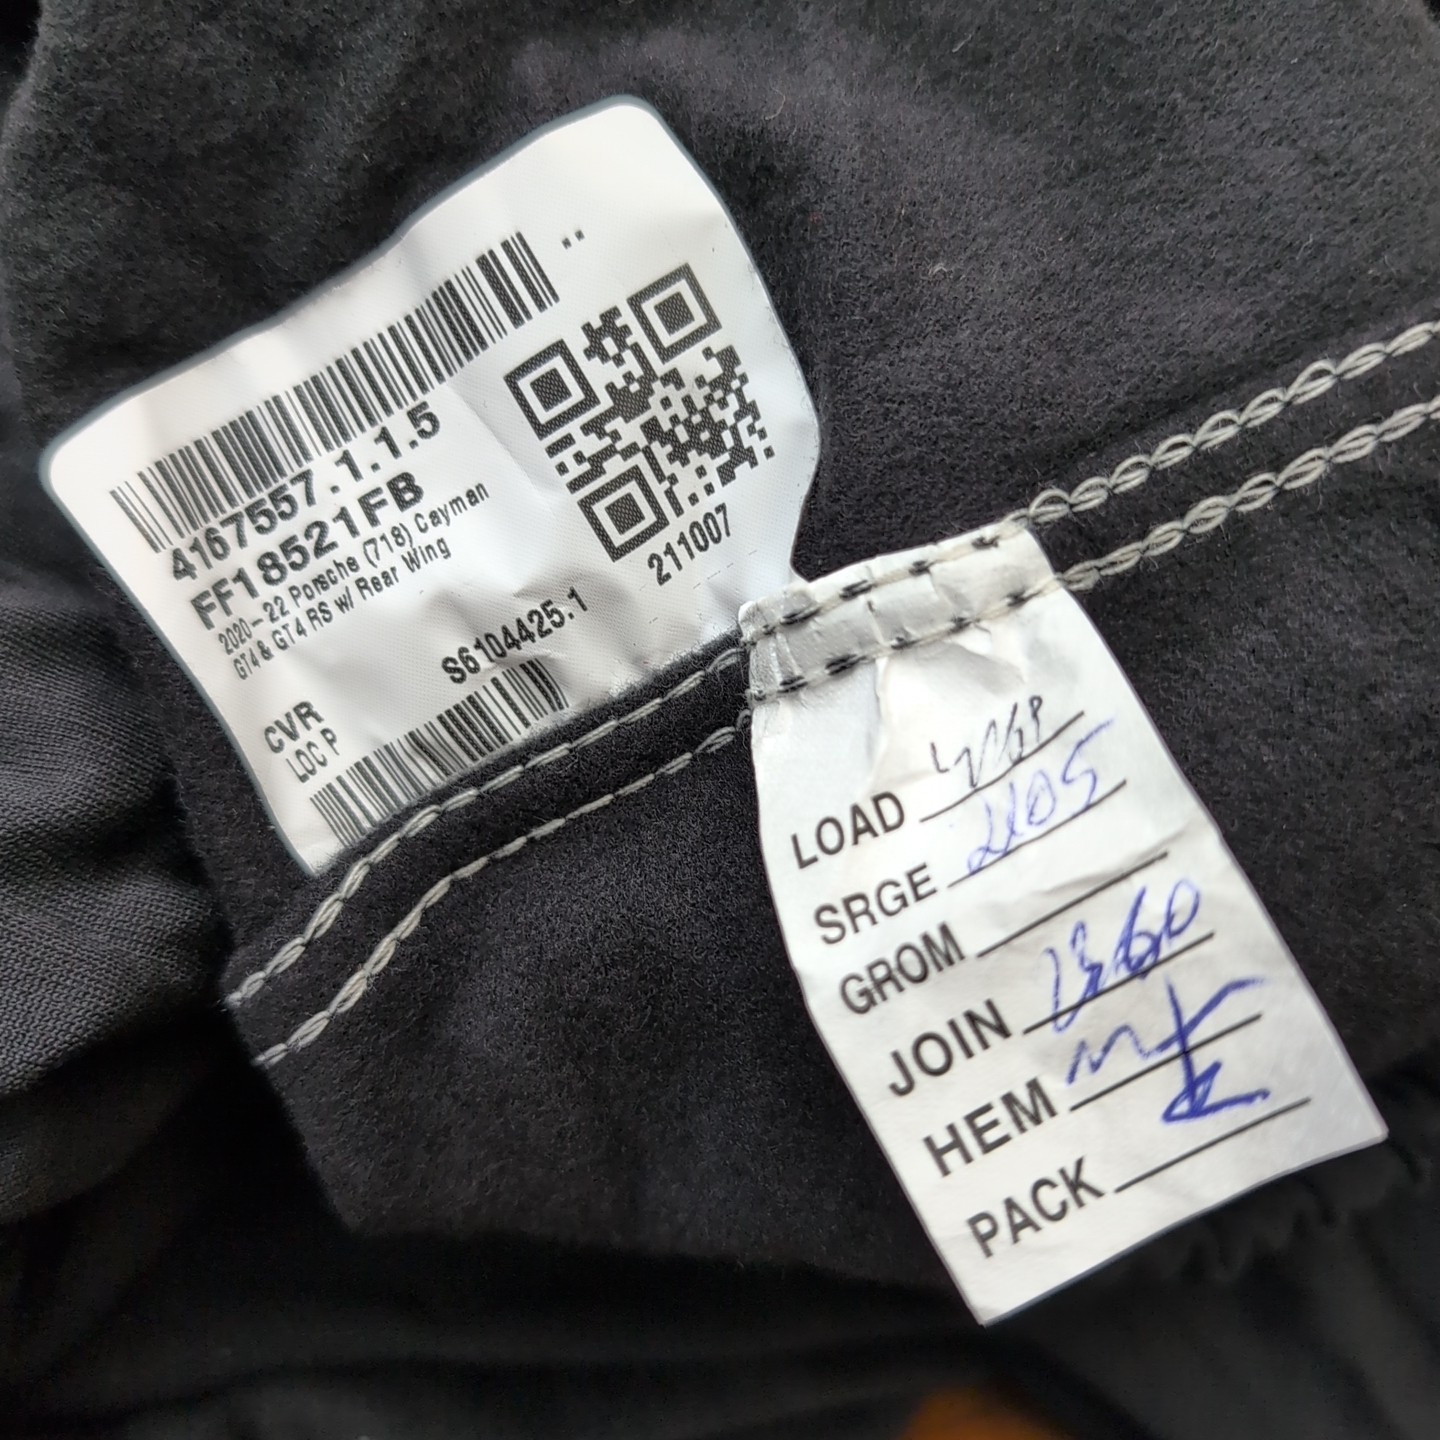 4167557.1.1.5
FF18521FB
2020-22 Porsche (718) Cayman
GT4 & GT4 RS w/ Rear Wing
211007
S6104425.1
CVR
LOC P
LOAD
SRGE 2105
GROM
JOIN
HEM
PACK